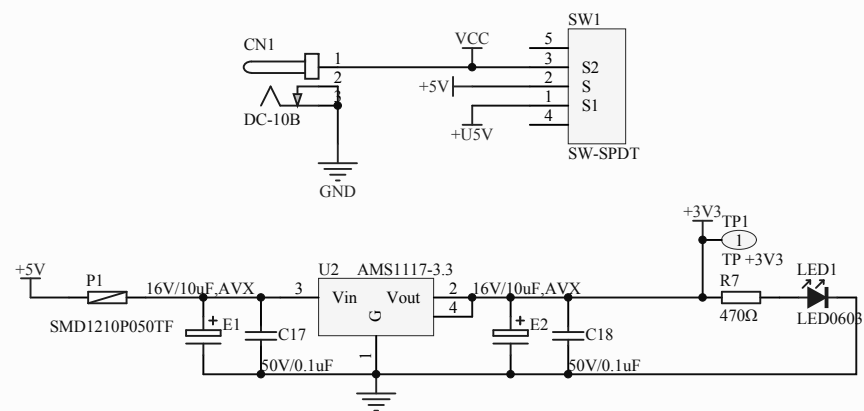 SW1
CN1
VCC
5
1
3
S2
2
+5V
2
S
3
1
S1
DC-10B
4
+U5V
SW-SPDT
GND
+3V3
TP1
1
+5V
P1
U2
AMS1117-3.3
TP +3V3
R7
LED1
16V/10uF,AVX
3
Vin
Vout
2
16V/10uF,AVX
4
SMD1210P050TF
+
E1
C17
G
+
E2
C18
470Ω
LED0603
1
50V/0.1uF
50V/0.1uF